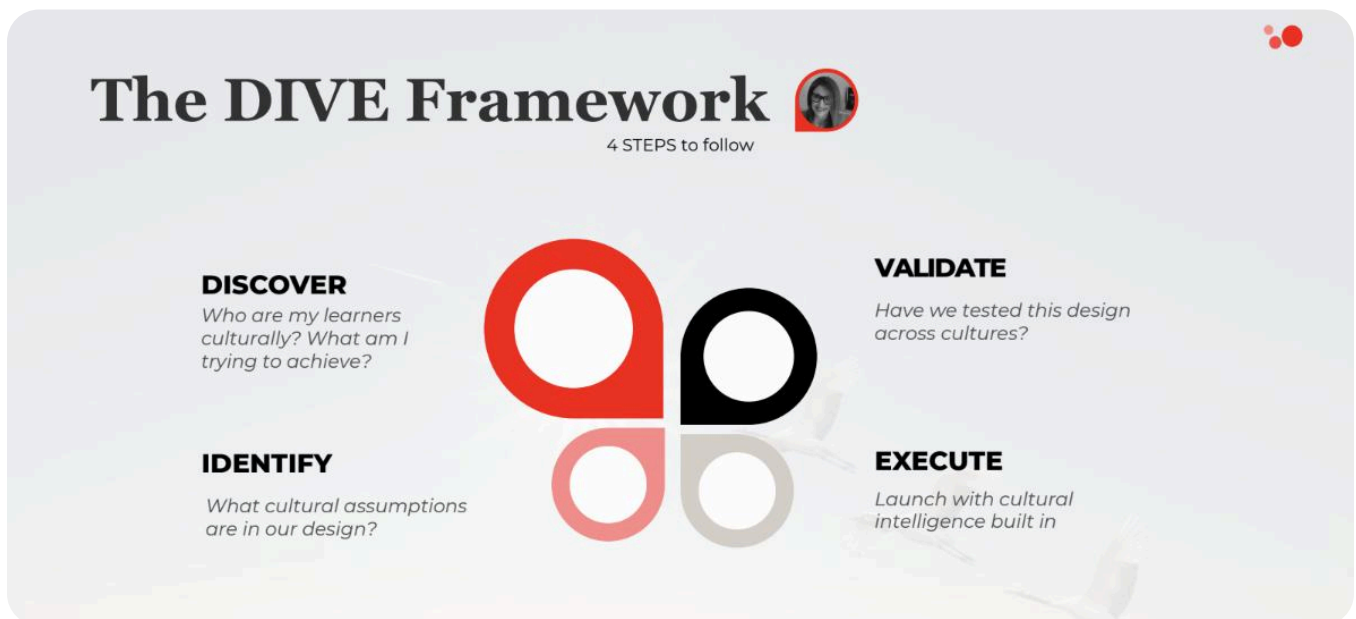 The DIVE Framework
4 STEPS to follow
DISCOVER
Who are my learners
culturally? What am I
trying to achieve?
IDENTIFY
What cultural assumptions
are in our design?
VALIDATE
Have we tested this design
across cultures?
EXECUTE
Launch with cultural
intelligence built in